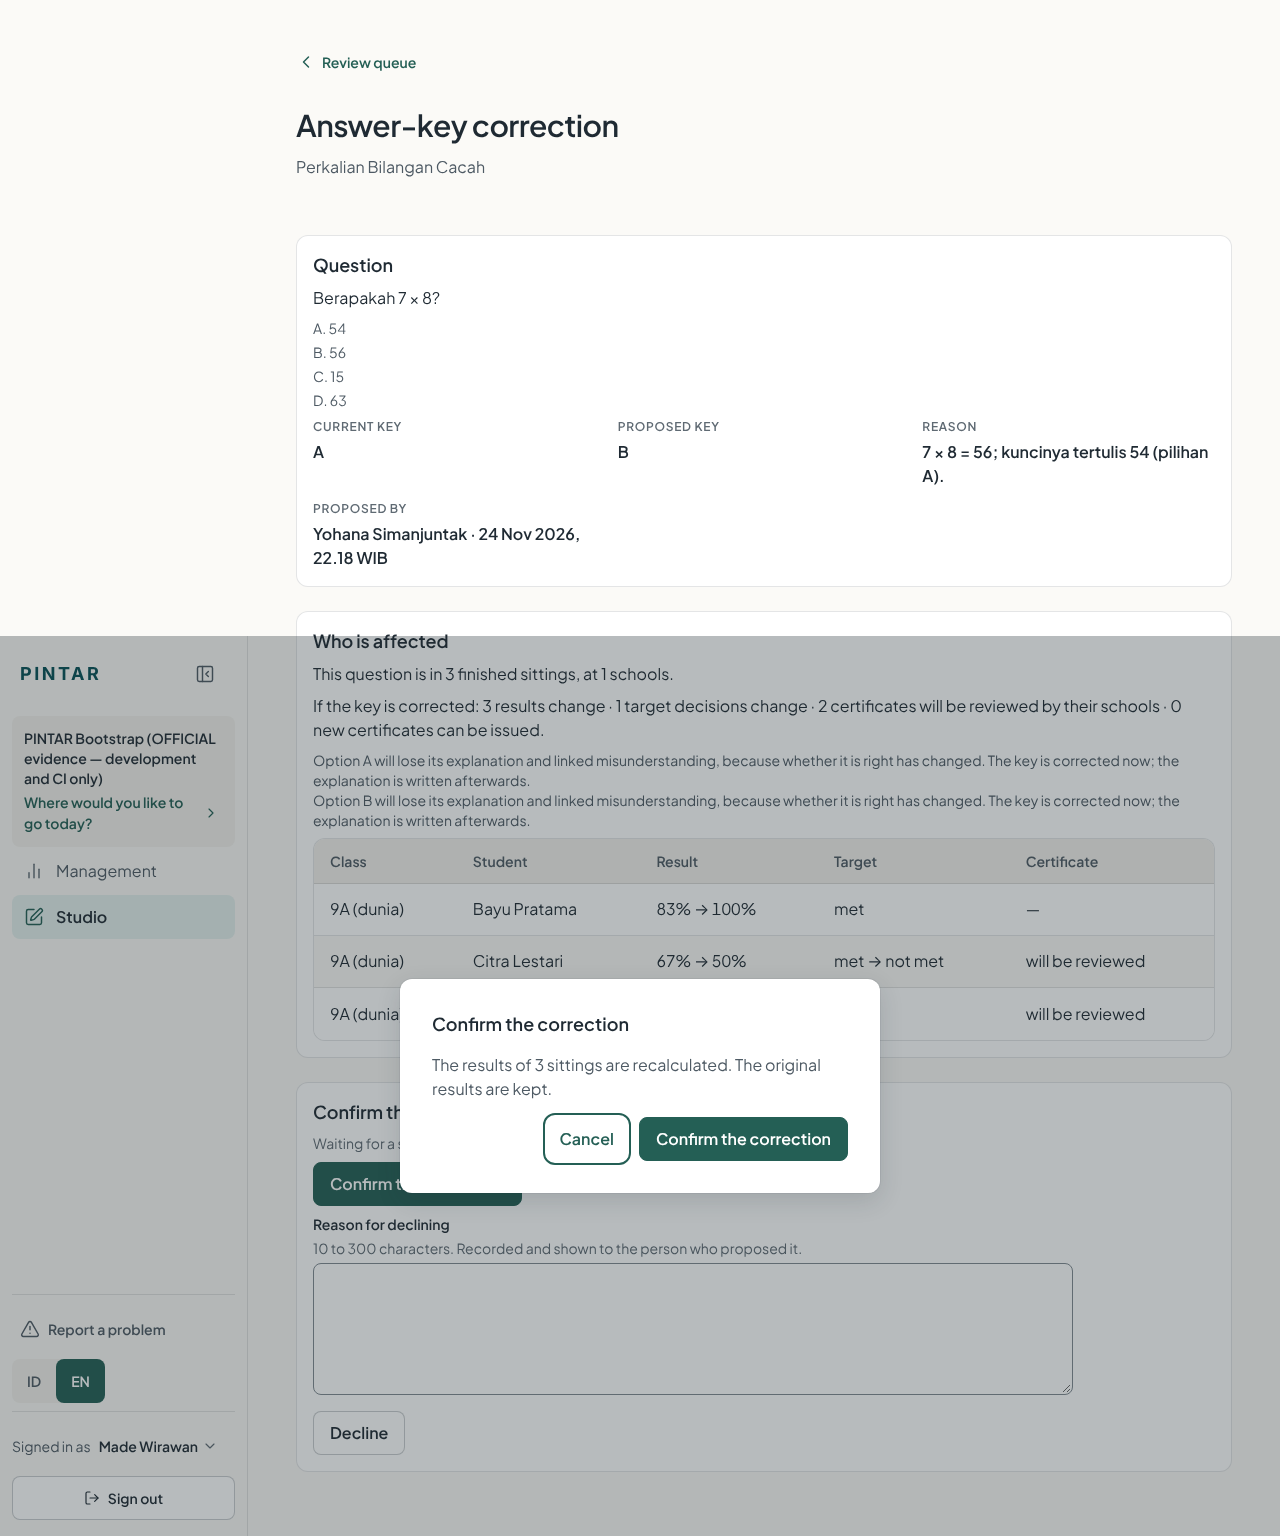 Review queue
Answer-key correction
Perkalian Bilangan Cacah
Question
Berapakah 7 × 8?
A. 54
B. 56
C. 15
D. 63
CURRENT KEY
A
PROPOSED KEY
B
REASON
7 × 8 = 56; kuncinya tertulis 54 (pilihan
A).
PROPOSED BY
Yohana Simanjuntak · 24 Nov 2026,
22.18 WIB
PINTAR
PINTAR Bootstrap (OFFICIAL
evidence — development
and CI only)
Where would you like to
go today?
Management
Studio
Report a problem
ID
EN
Signed in as Made Wirawan
Sign out
Who is affected
This question is in 3 finished sittings, at 1 schools.
If the key is corrected: 3 results change · 1 target decisions change · 2 certificates will be reviewed by their schools · 0
new certificates can be issued.
Option A will lose its explanation and linked misunderstanding, because whether it is right has changed. The key is corrected now; the
explanation is written afterwards.
Option B will lose its explanation and linked misunderstanding, because whether it is right has changed. The key is corrected now; the
explanation is written afterwards.
Class Student Result Target Certificate
9A (dunia) Bayu Pratama 83% → 100% met —
9A (dunia) Citra Lestari 67% → 50% met → not met will be reviewed
9A (dunia will be reviewed
Confirm the correction
The results of 3 sittings are recalculated. The original
results are kept.
Cancel
Confirm the correction
Confirm th
Waiting for a
Confirm t
Reason for declining
10 to 300 characters. Recorded and shown to the person who proposed it.
Decline